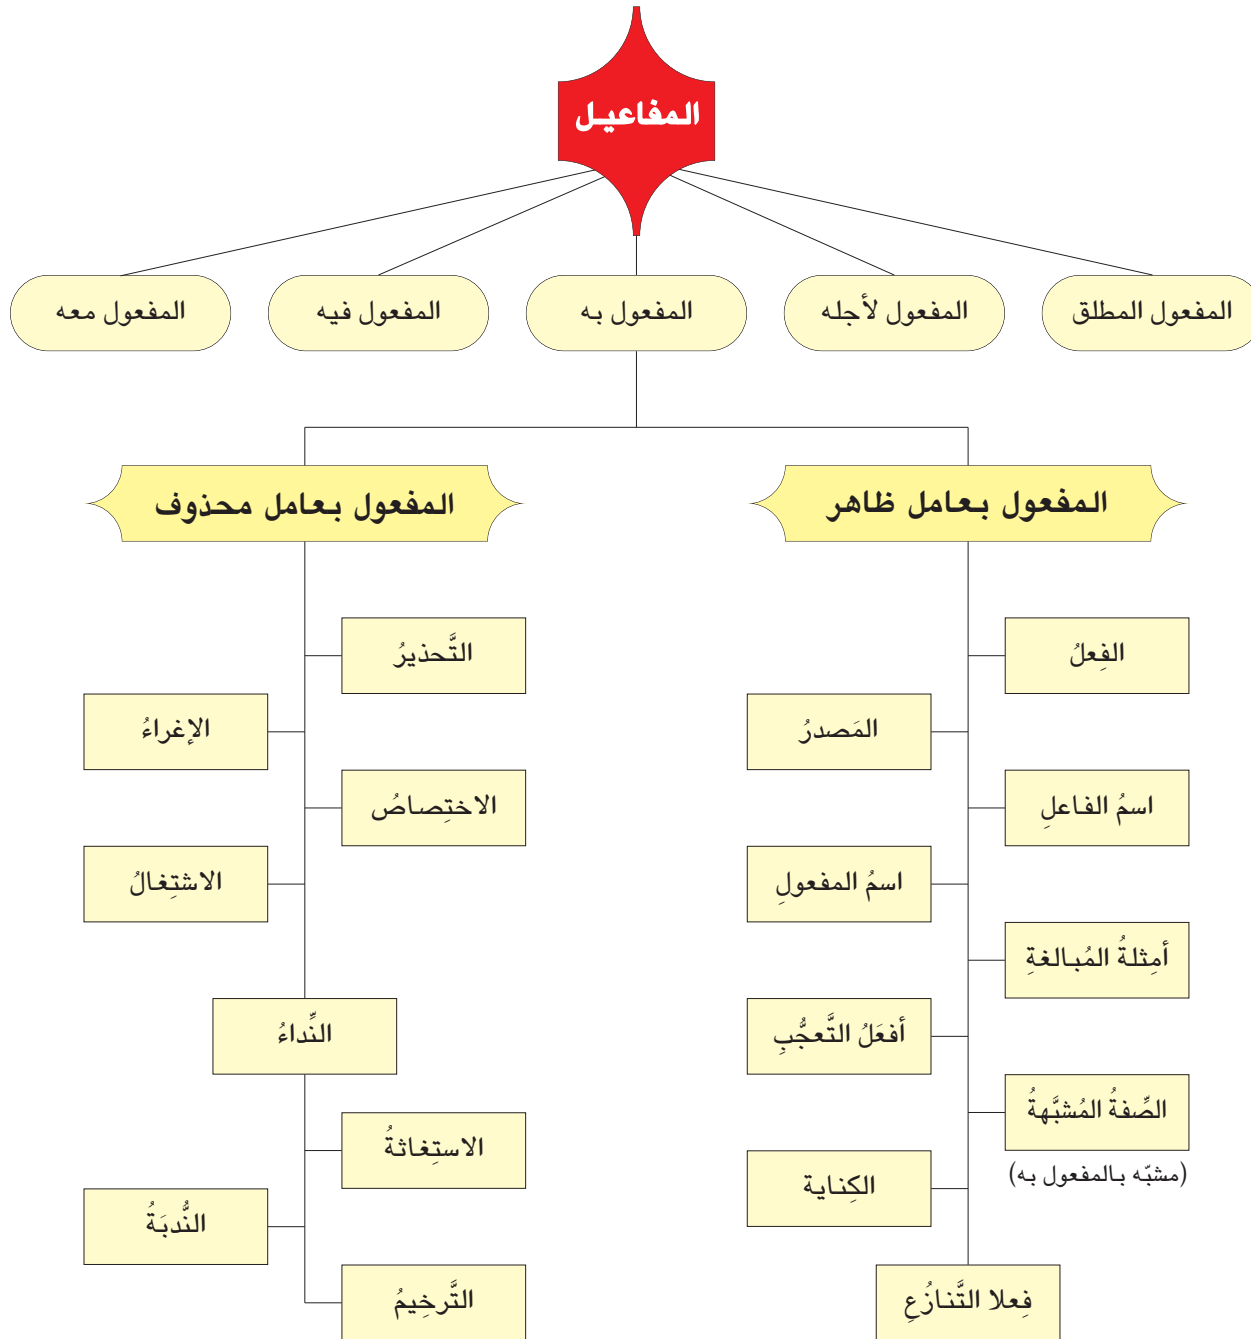 المفاعيل
المفعول المطلق
المفعول لأجله
المفعول به
المفعول فيه
المفعول معه
المفعول بعامل ظاهر
الفِعلُ
المَصدرُ
اسمُ الفاعلِ
اسمُ المفعولِ
أمِثلةُ المُبالغةِ
أفعَلُ التَّعجُّبِ
الصِّفةُ المُشبَّهةُ
(مشبّه بالمفعول به)
الكِناية
فِعلا التَّنازُعِ
المفعول بعامل محذوف
التَّحذيرُ
الإغراءُ
الاختِصاصُ
الاشتِغالُ
النِّداءُ
الاستِغاثةُ
النُّدبَةُ
التَّرخِيمُ